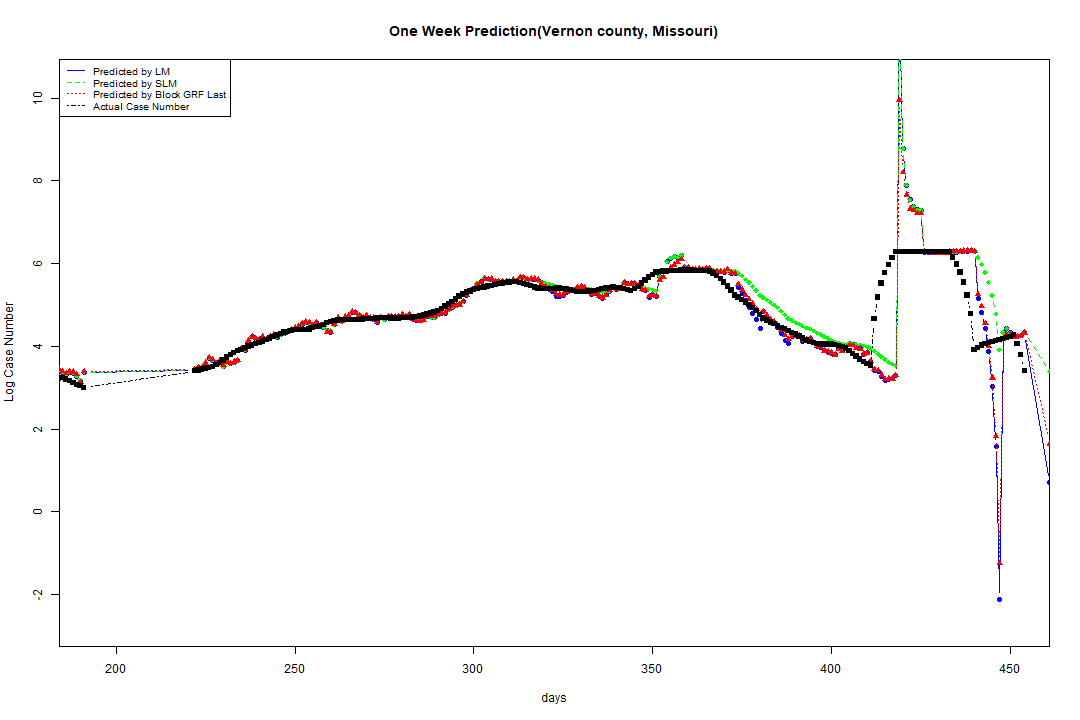 One Week Prediction(Vernon county, Missouri)
Predicted by LM
Predicted by SLM
Predicted by Block GRF Last
Actual Case Number
10
8
6
4
2
0
-2
Log Case Number
200 250 300 350 400 450
days